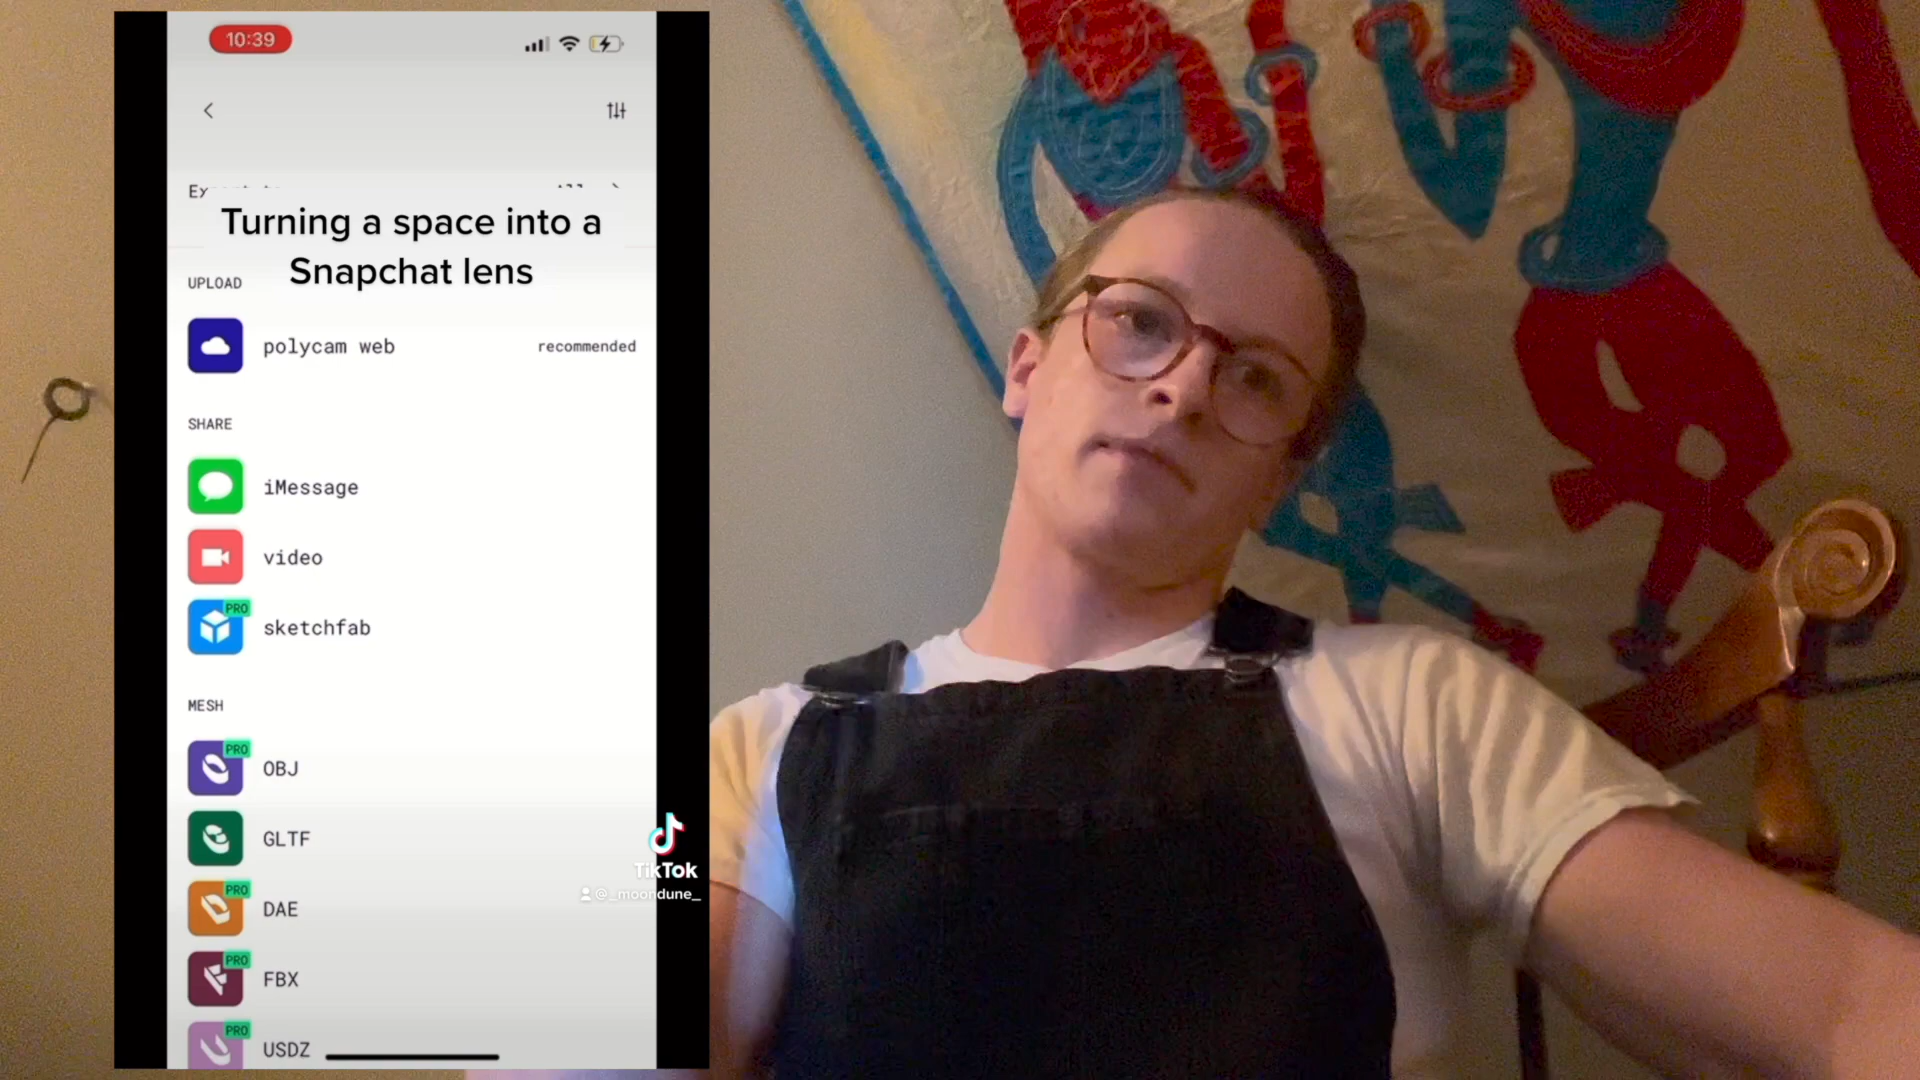 10:39
Turning a space into a
Snapchat lens
UPLOAD
polycam web
recommended
SHARE
iMessage
video
PRO
sketchfab
MESH
PRO
OBJ
GLTF
PRO
DAE
PRO
FBX
PRO
USDZ
TikTok
@_moondune_